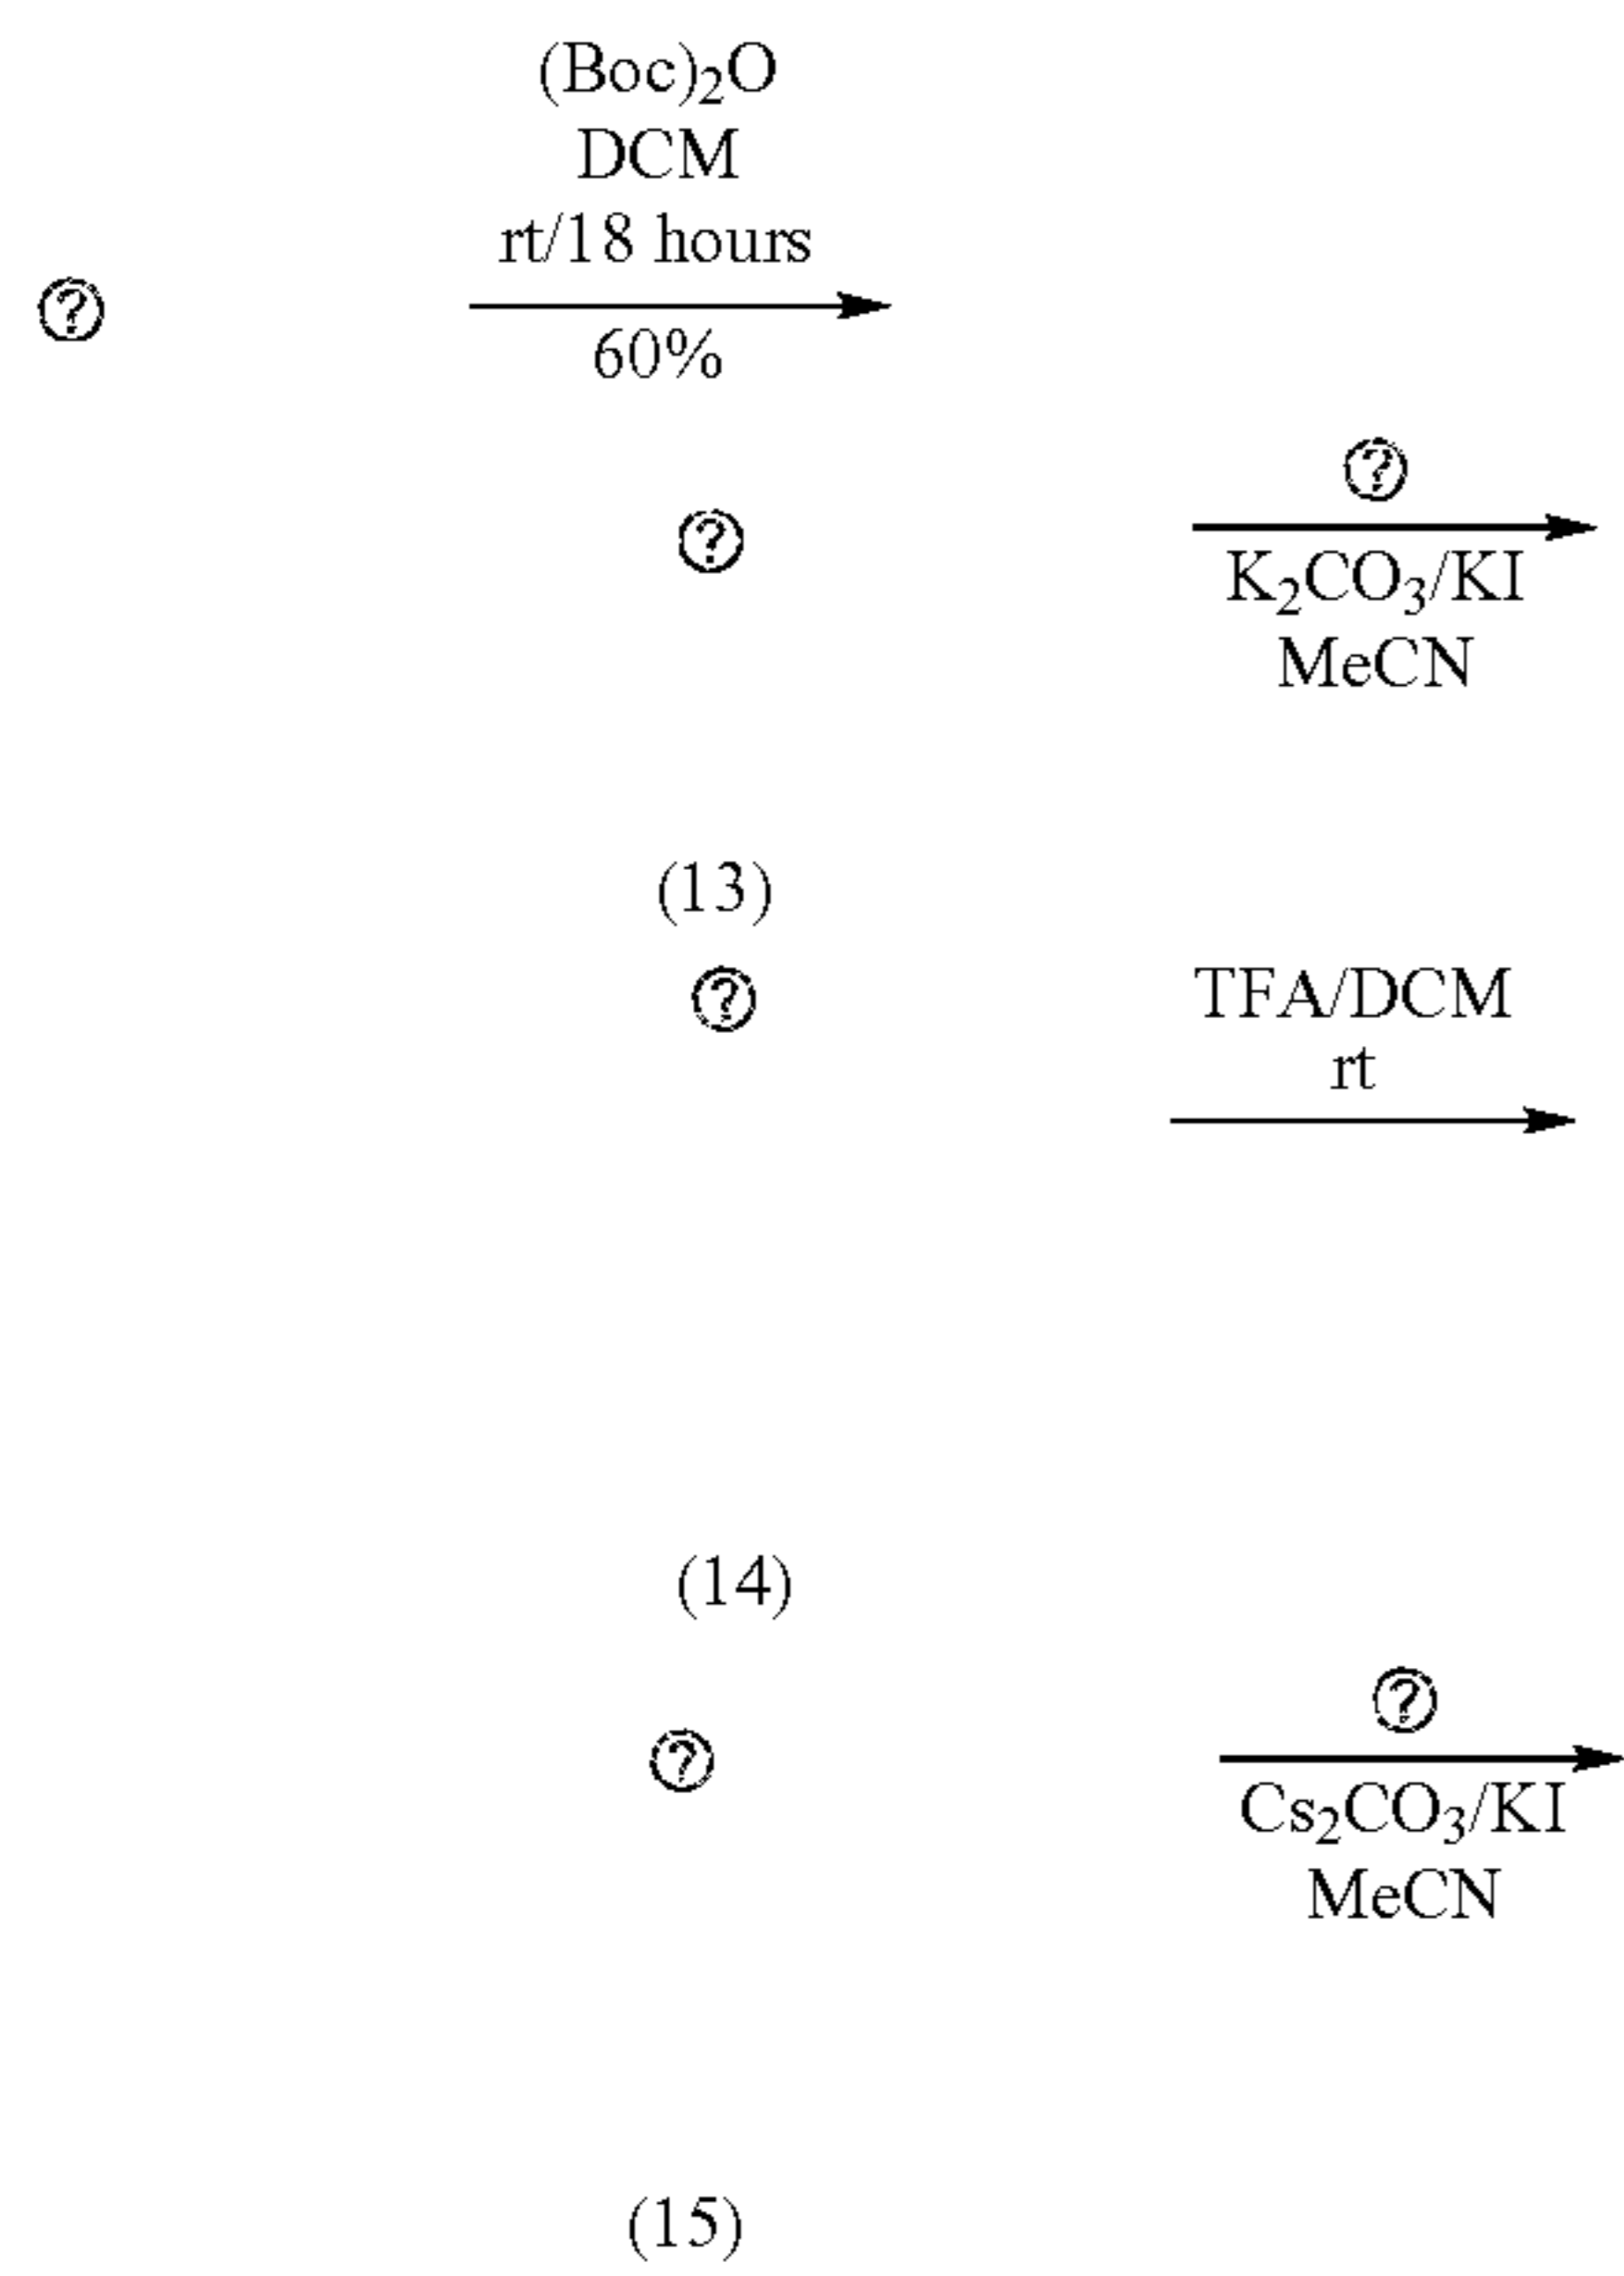 (Boc)₂O
DCM
rt/18 hours
?
60%
?
?
K₂CO₃/KI
MeCN
(13)
?
TFA/DCM
rt
(14)
?
?
Cs₂CO₃/KI
MeCN
(15)